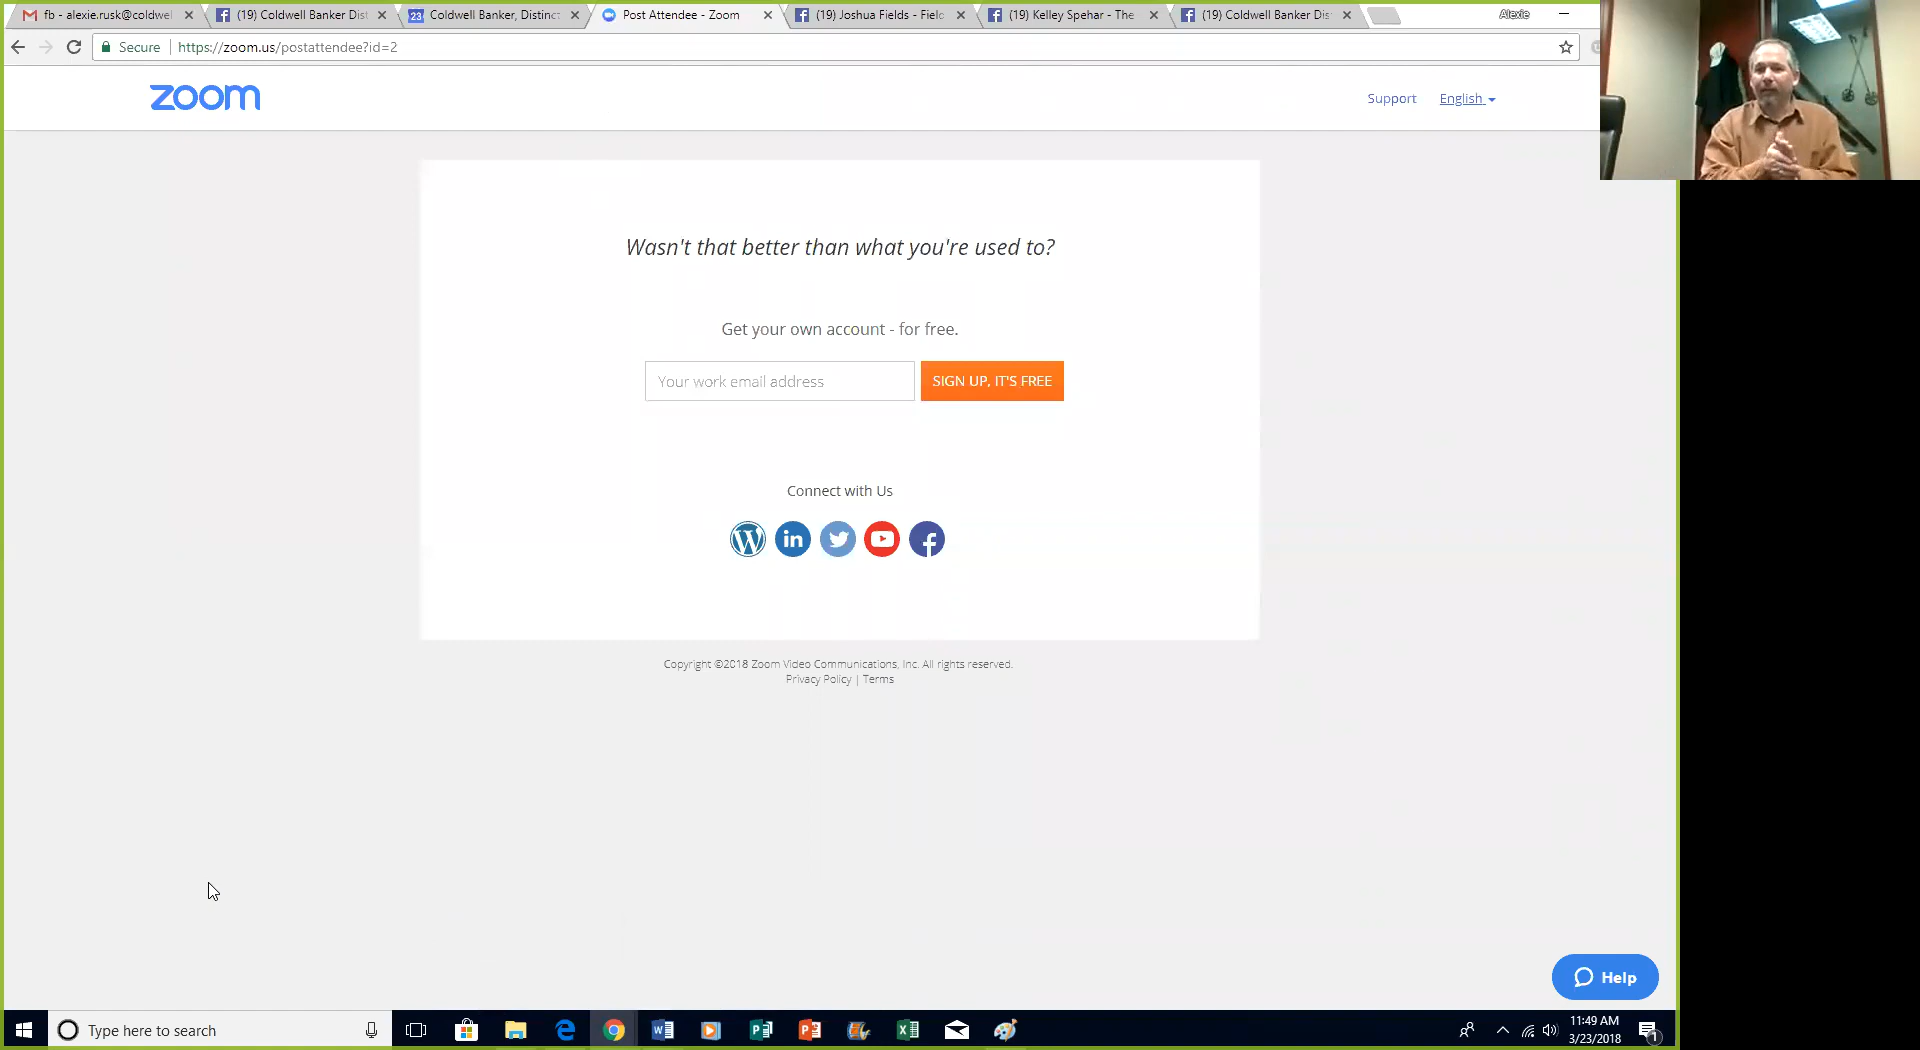 fb - alexie.rusk@coldwel
(19) Coldwell Banker Dist
23
Coldwell Banker, Distinct
Post Attendee - Zoom
(19) Joshua Fields - Field
(19) Kelley Spehar - The
(19) Coldwell Banker Dis
Alexie
Secure
https://zoom.us/postattendee?id=2
zoom
Support
English
Wasn't that better than what you're used to?
Get your own account - for free.
Your work email address
SIGN UP, IT'S FREE
Connect with Us
Copyright ©2018 Zoom Video Communications, Inc. All rights reserved.
Privacy Policy | Terms
Help
Type here to search
11:49 AM
3/23/2018
1